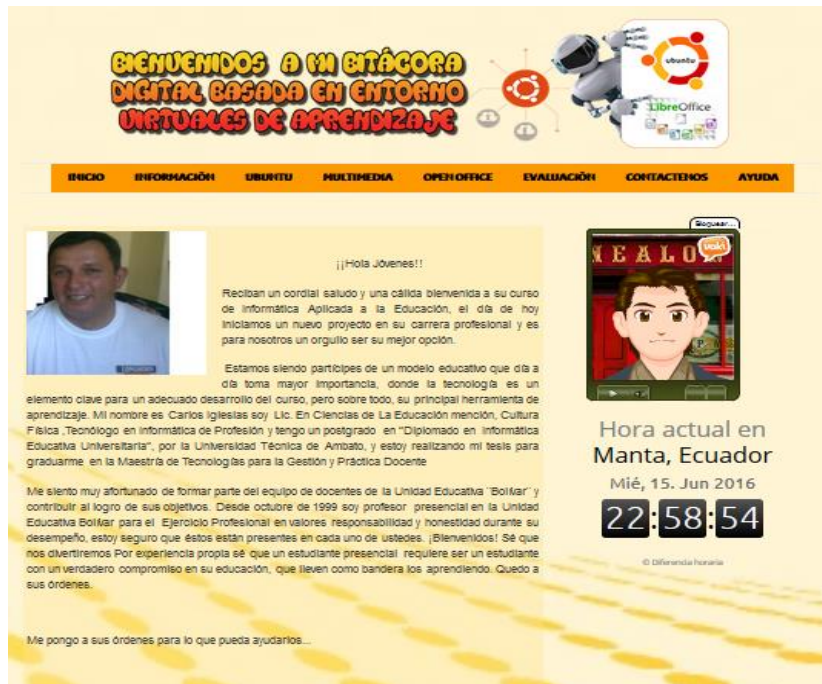 BIENVENIDOS A MI BITÁCORA
DIGITAL BASADA EN ENTORNO
VIRTUALES DE APRENDIZAJE
ubuntu
LibreOffice
INICIO INFORMACIÓN UBUNTU MULTIMEDIA OPEN OFFICE EVALUACIÓN CONTACTENOS AYUDA
¡¡Hola Jóvenes!!
Reciban un cordial saludo y una cálida bienvenida a su curso
de Informática Aplicada a la Educación, el día de hoy
iniciamos un nuevo proyecto en su carrera profesional y es
para nosotros un orgullo ser su mejor opción.
Estamos siendo partícipes de un modelo educativo que día a
día toma mayor importancia, donde la tecnología es un
elemento clave para un adecuado desarrollo del curso, pero sobre todo, su principal herramienta de
aprendizaje. Mi nombre es Carlos Iglesias soy Lic. En Ciencias de La Educación mención, Cultura
Física ,Tecnólogo en Informática de Profesión y tengo un postgrado en "Diplomado en Informática
Educativa Universitaria", por la Universidad Técnica de Ambato, y estoy realizando mi tesis para
graduarme en la Maestría de Tecnologías para la Gestión y Práctica Docente
Me siento muy afortunado de formar parte del equipo de docentes de la Unidad Educativa ¨Bolívar¨ y
contribuir al logro de sus objetivos. Desde octubre de 1999 soy profesor presencial en la Unidad
Educativa Bolívar para el Ejercicio Profesional en valores responsabilidad y honestidad durante su
desempeño, estoy seguro que éstos están presentes en cada uno de ustedes. ¡Bienvenidos! Sé que
nos divertiremos Por experiencia propia sé que un estudiante presencial requiere ser un estudiante
con un verdadero compromiso en su educación, que lleven como bandera los aprendiendo. Quedo a
sus órdenes.
Me pongo a sus órdenes para lo que pueda ayudarlos...
Bloguear...
NEALO
voki
Hora actual en
Manta, Ecuador
Mié, 15. Jun 2016
22:58:54
© Diferencia horaria